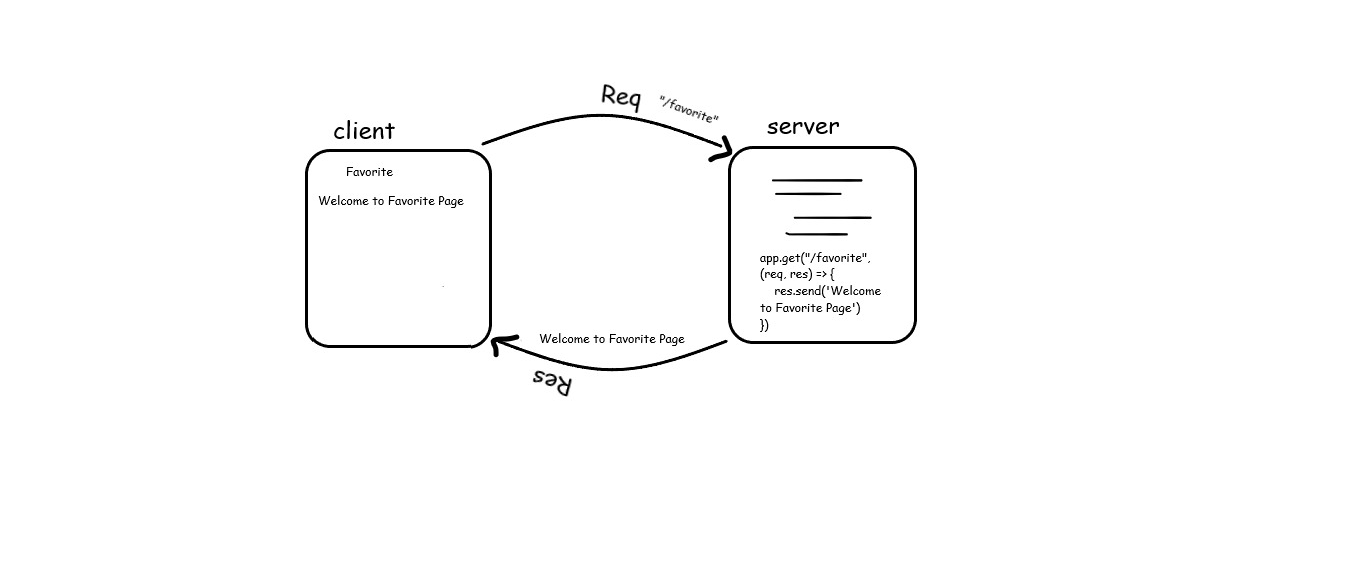 Req "/favorite"
client
server
Favorite
Welcome to Favorite Page
app.get("/favorite",
(req, res) => {
res.send('Welcome
to Favorite Page')
})
Welcome to Favorite Page
Res